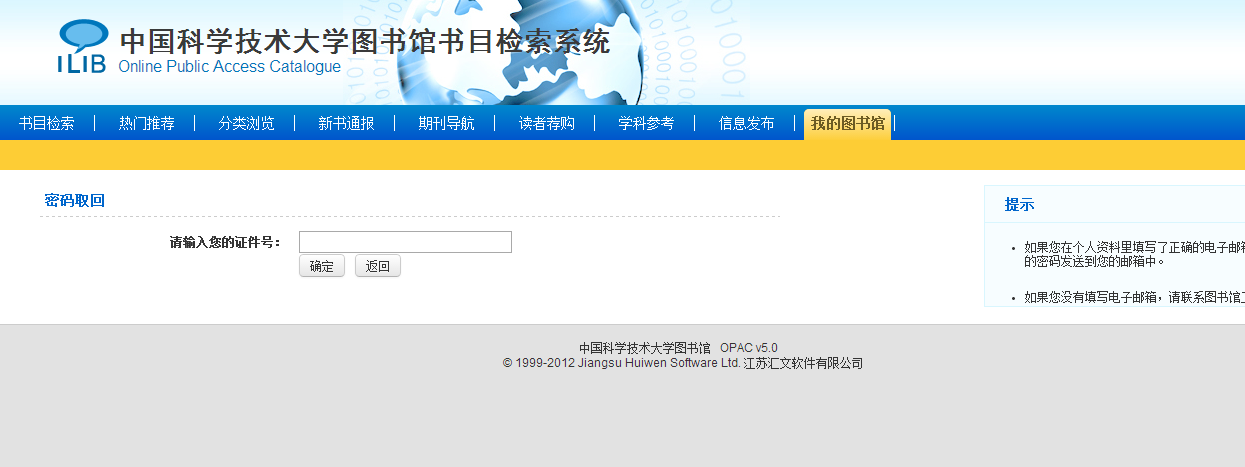 中国科学技术大学图书馆书目检索系统
ILIB
Online Public Access Catalogue
书目检索 | 热门推荐 | 分类浏览 | 新书通报 | 期刊导航 | 读者荐购 | 学科参考 | 信息发布 | 我的图书馆 |
密码取回
请输入您的证件号：
确定 返回
提示
• 如果您在个人资料里填写了正确的电子邮
的密码发送到您的邮箱中。
• 如果您没有填写电子邮箱，请联系图书馆
中国科学技术大学图书馆 OPAC v5.0
© 1999-2012 Jiangsu Huiwen Software Ltd. 江苏汇文软件有限公司